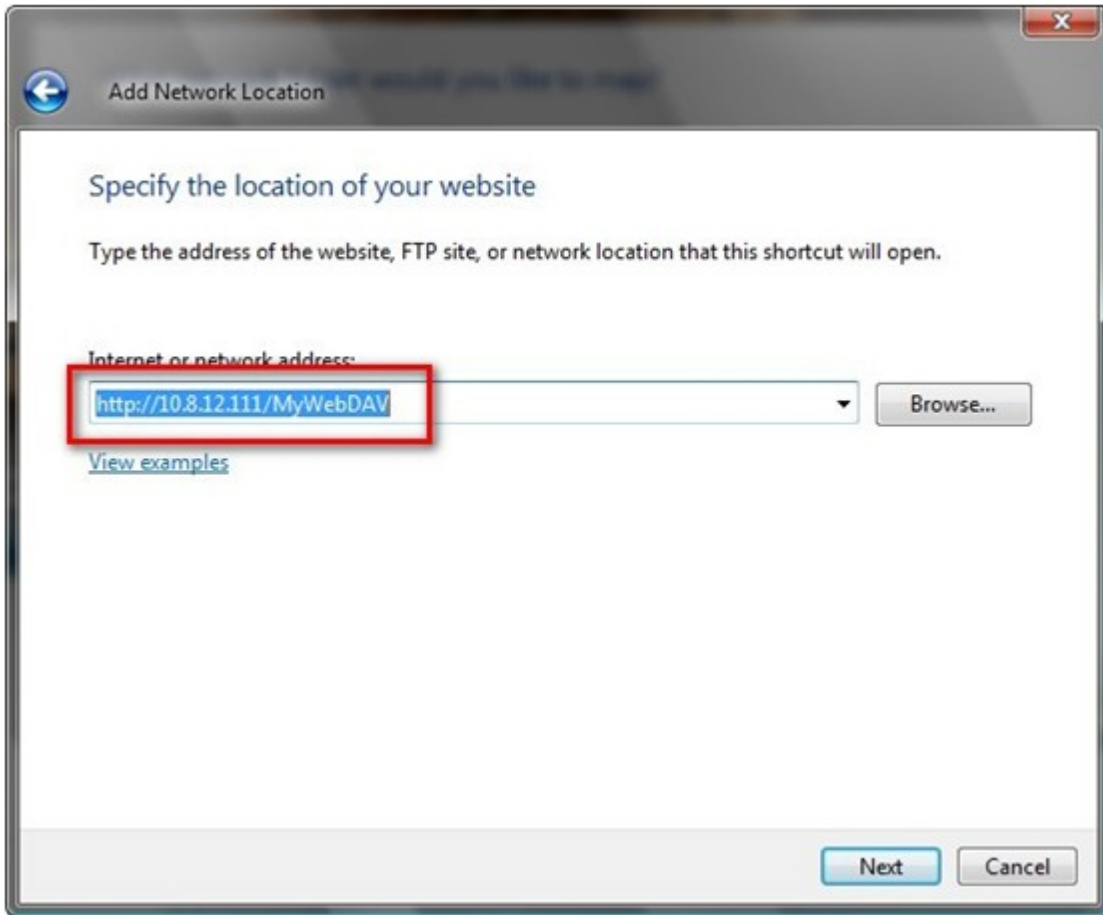 Add Network Location
Specify the location of your website
Type the address of the website, FTP site, or network location that this shortcut will open.
Internet or network address:
http://10.8.12.111/MyWebDAV
Browse...
View examples
Next
Cancel